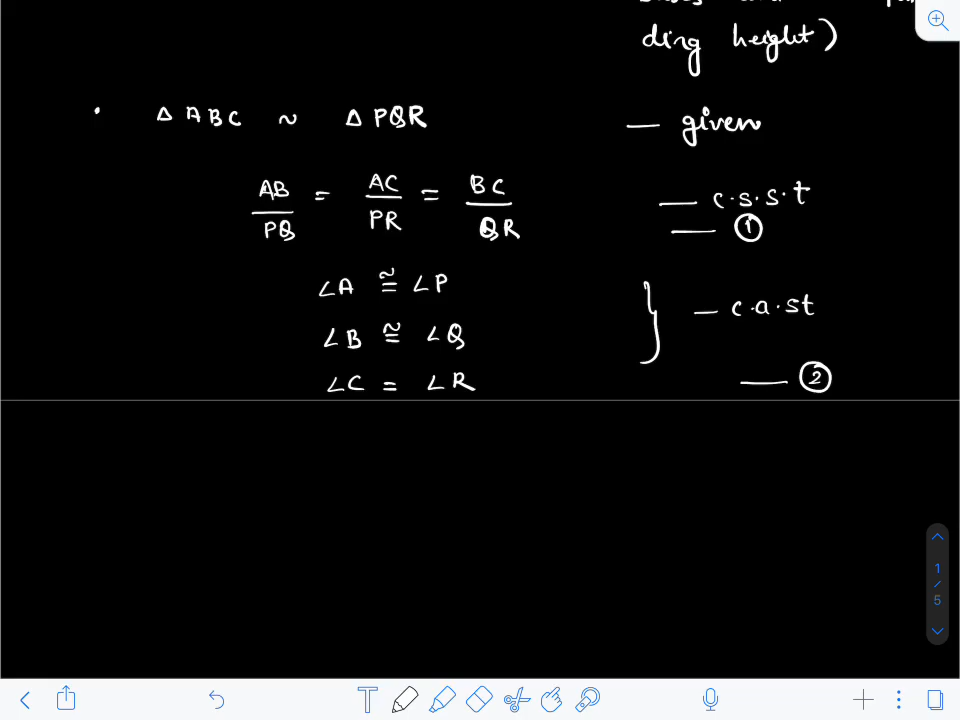 ding height)
• Δ ABC ~ Δ PQR — given
AB/PQ = AC/PR = BC/QR — c.s.s.t
— ①
∠A ≅ ∠P
∠B ≅ ∠Q } — c.a.st
∠C = ∠R — ②
1
/
5
T